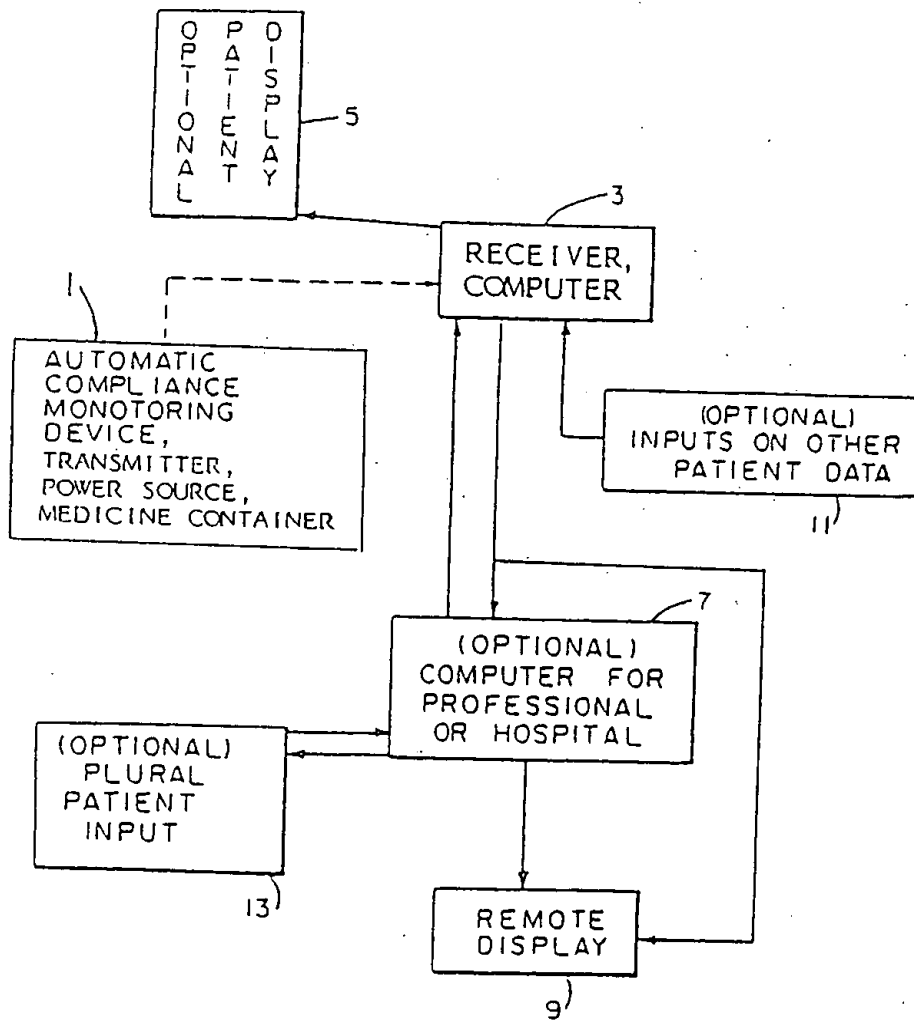 OPTIONAL
PATIENT
DISPLAY
5
3
RECEIVER,
COMPUTER
1
AUTOMATIC
COMPLIANCE
MONOTORING
DEVICE,
TRANSMITTER,
POWER SOURCE,
MEDICINE CONTAINER
(OPTIONAL)
INPUTS ON OTHER
PATIENT DATA
11
7
(OPTIONAL)
COMPUTER FOR
PROFESSIONAL
OR HOSPITAL
(OPTIONAL)
PLURAL
PATIENT
INPUT
13
REMOTE
DISPLAY
9